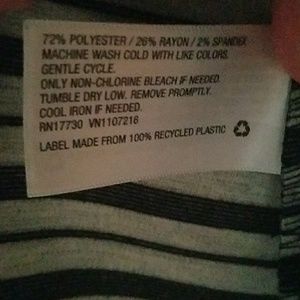 72% POLYESTER / 26% RAYON / 2% SPANDEX
MACHINE WASH COLD WITH LIKE COLORS.
GENTLE CYCLE.
ONLY NON-CHLORINE BLEACH IF NEEDED.
TUMBLE DRY LOW. REMOVE PROMPTLY.
COOL IRON IF NEEDED.
RN17730 VN1107216
LABEL MADE FROM 100% RECYCLED PLASTIC